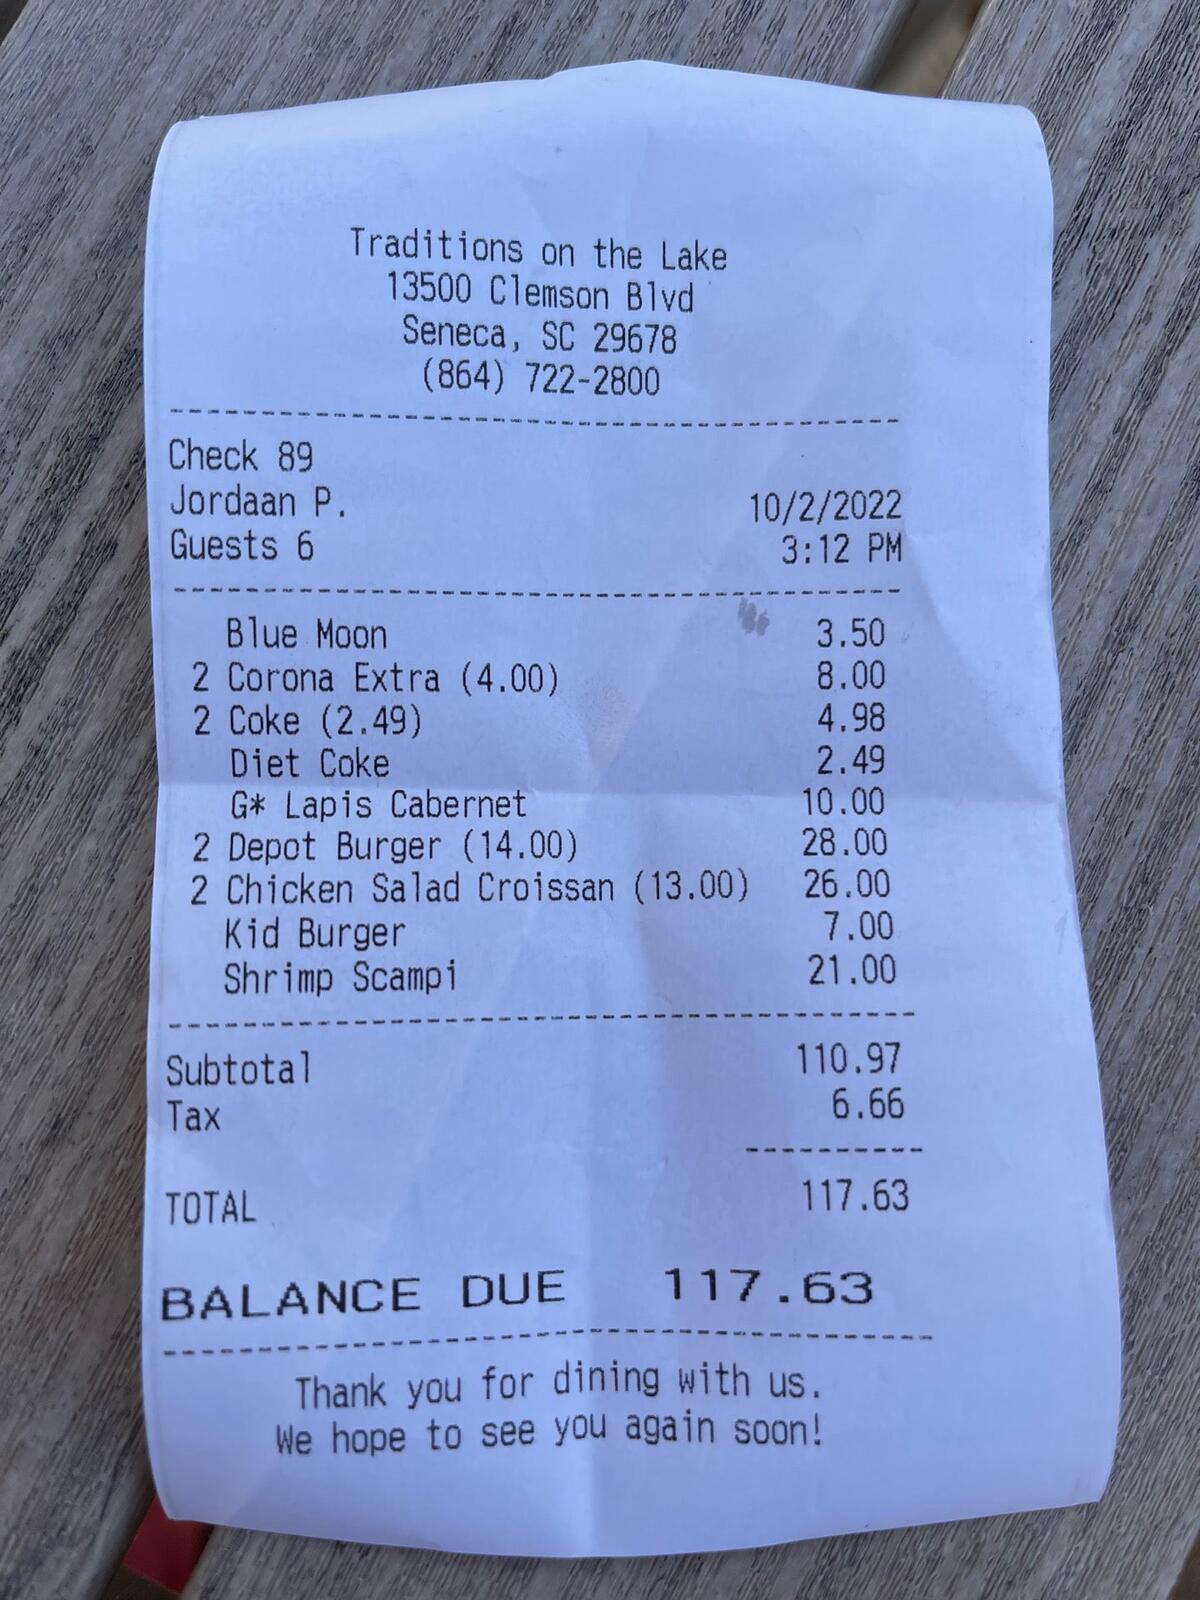 Traditions on the Lake
13500 Clemson Blvd
Seneca, SC 29678
(864) 722-2800
Check 89
Jordaan P. 10/2/2022
Guests 6 3:12 PM
Blue Moon 3.50
2 Corona Extra (4.00) 8.00
2 Coke (2.49) 4.98
Diet Coke 2.49
G* Lapis Cabernet 10.00
2 Depot Burger (14.00) 28.00
2 Chicken Salad Croissan (13.00) 26.00
Kid Burger 7.00
Shrimp Scampi 21.00
Subtotal 110.97
Tax 6.66
TOTAL 117.63
BALANCE DUE 117.63
Thank you for dining with us.
We hope to see you again soon!